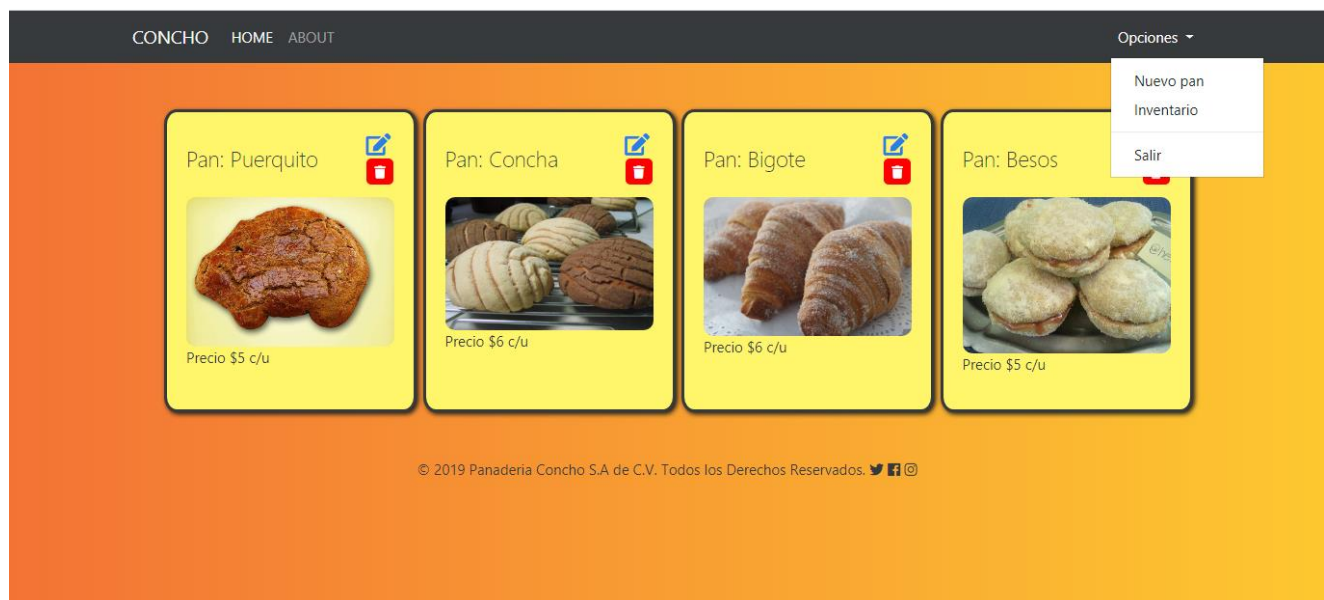 CONCHO HOME ABOUT Opciones
Nuevo pan
Inventario
Salir
Pan: Puerquito
Precio $5 c/u
Pan: Concha
Precio $6 c/u
Pan: Bigote
Precio $6 c/u
Pan: Besos
Precio $5 c/u
© 2019 Panaderia Concho S.A de C.V. Todos los Derechos Reservados.